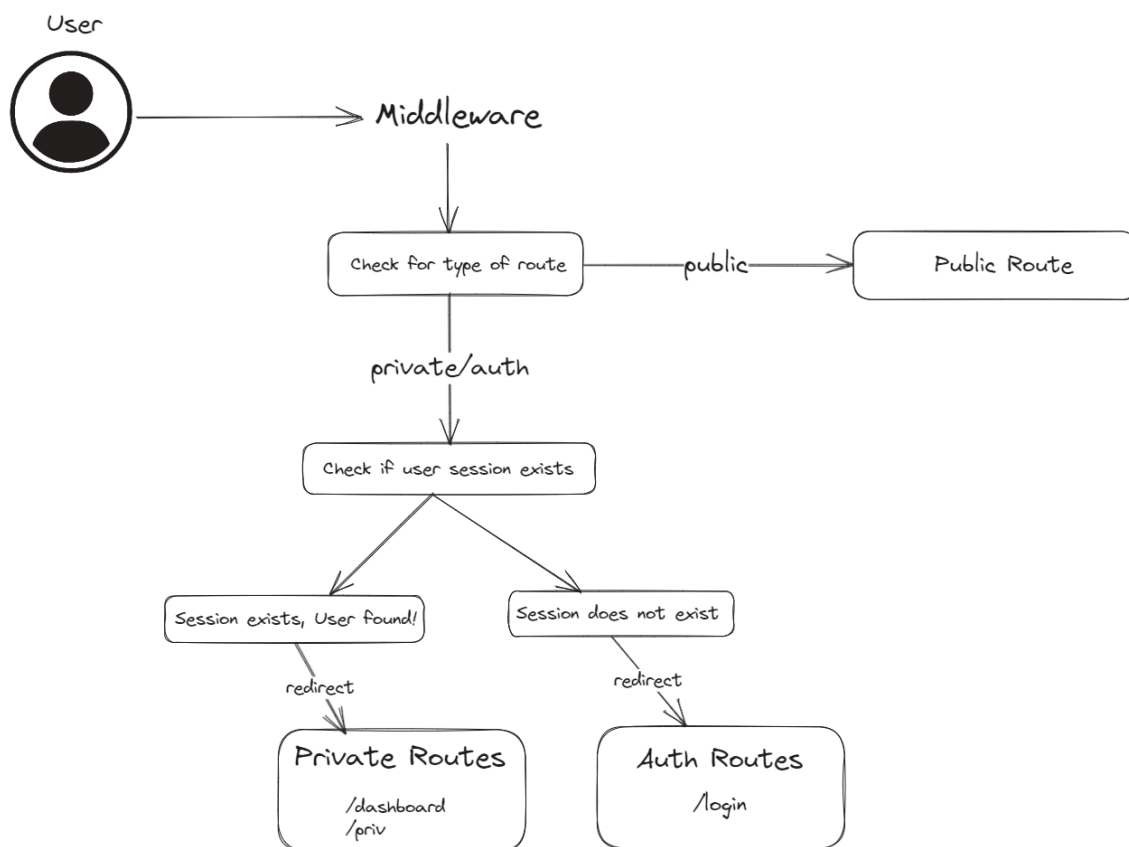 User
Middleware
Check for type of route
public
Public Route
private/auth
Check if user session exists
Session exists, User found!
Session does not exist
redirect
redirect
Private Routes
/dashboard
/priv
Auth Routes
/login